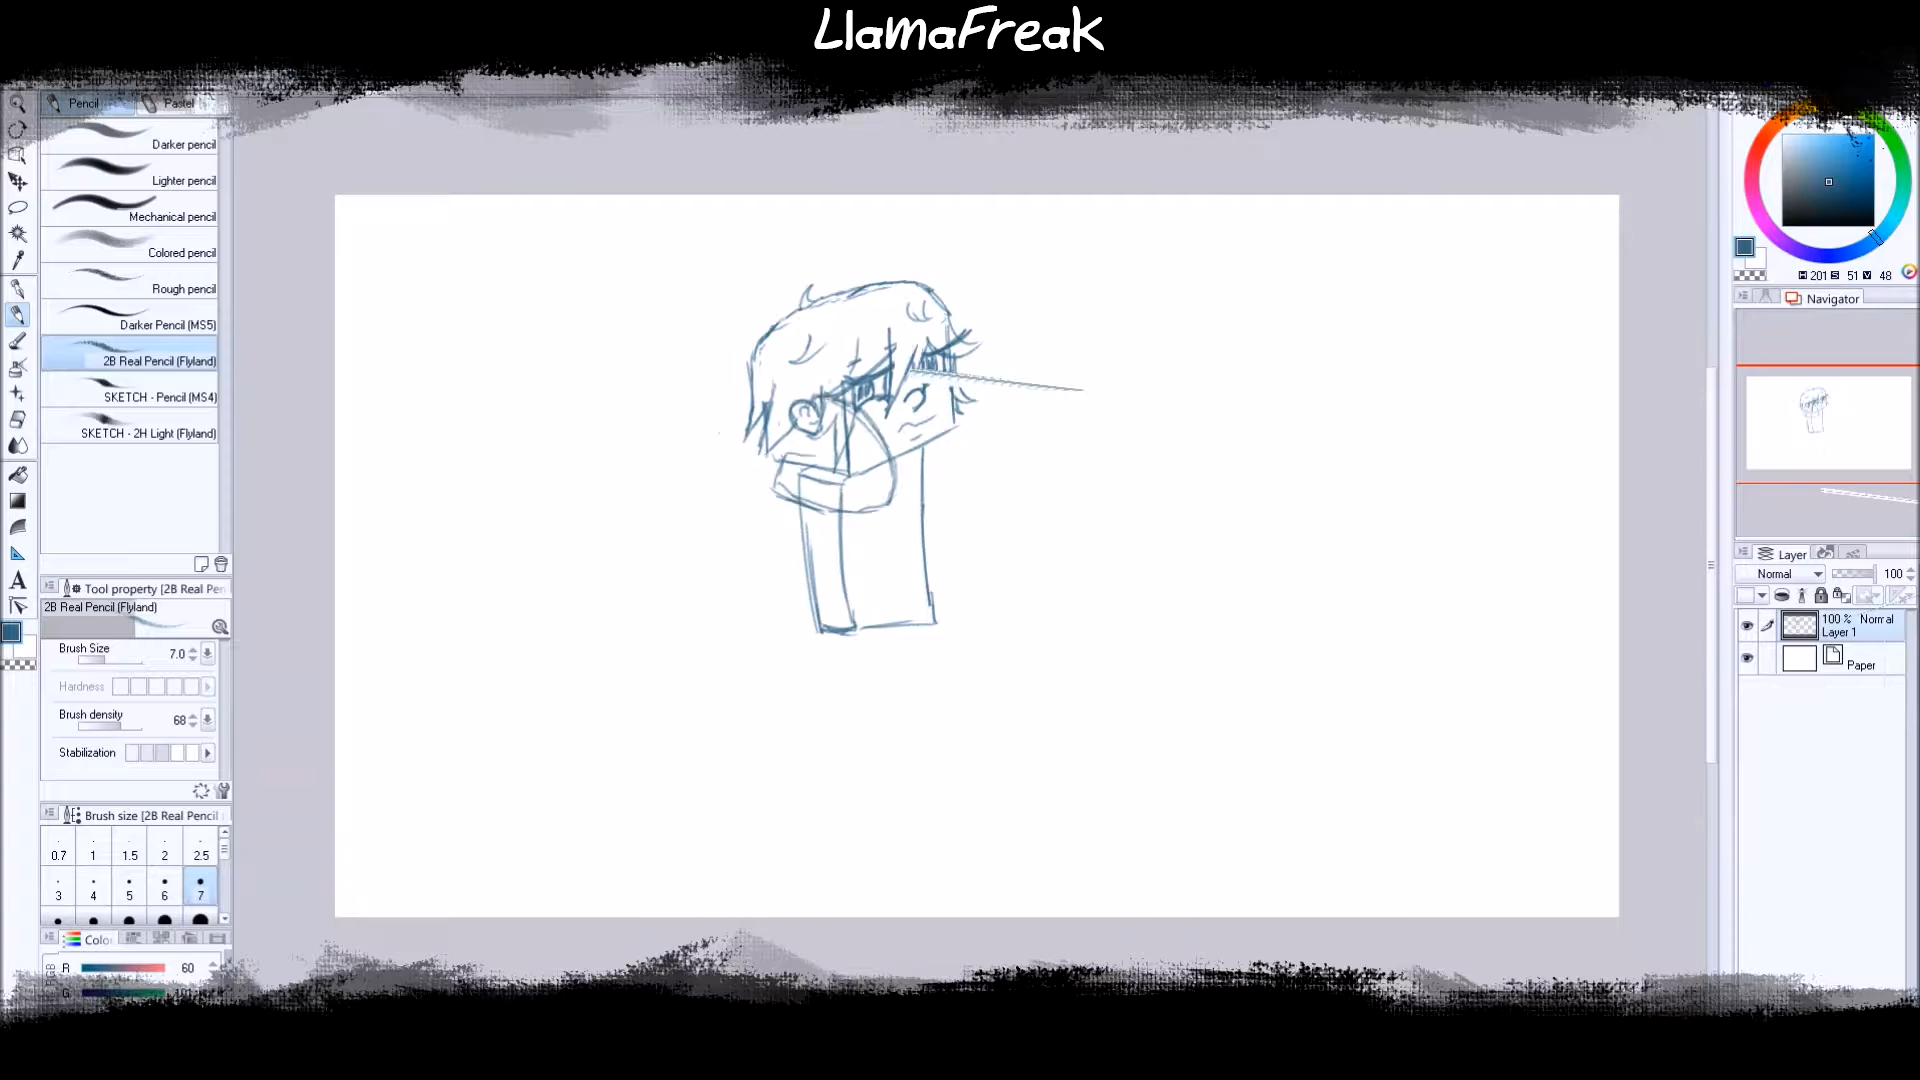 LlamaFreak
Pencil
Pastel
Darker pencil
Lighter pencil
Mechanical pencil
Colored pencil
Rough pencil
Darker Pencil (MS5)
2B Real Pencil (Flyland)
SKETCH - Pencil (MS4)
SKETCH - 2H Light (Flyland)
Tool property [2B Real Pen
2B Real Pencil (Flyland)
Brush Size 7.0
Hardness
Brush density 68
Stabilization
Brush size [2B Real Pencil
0.7 1 1.5 2 2.5
3 4 5 6 7
Colo
RGB
R 60
G
A
H 201 S 51 V 48
Navigator
Layer
Normal 100
100 % Normal
Layer 1
Paper